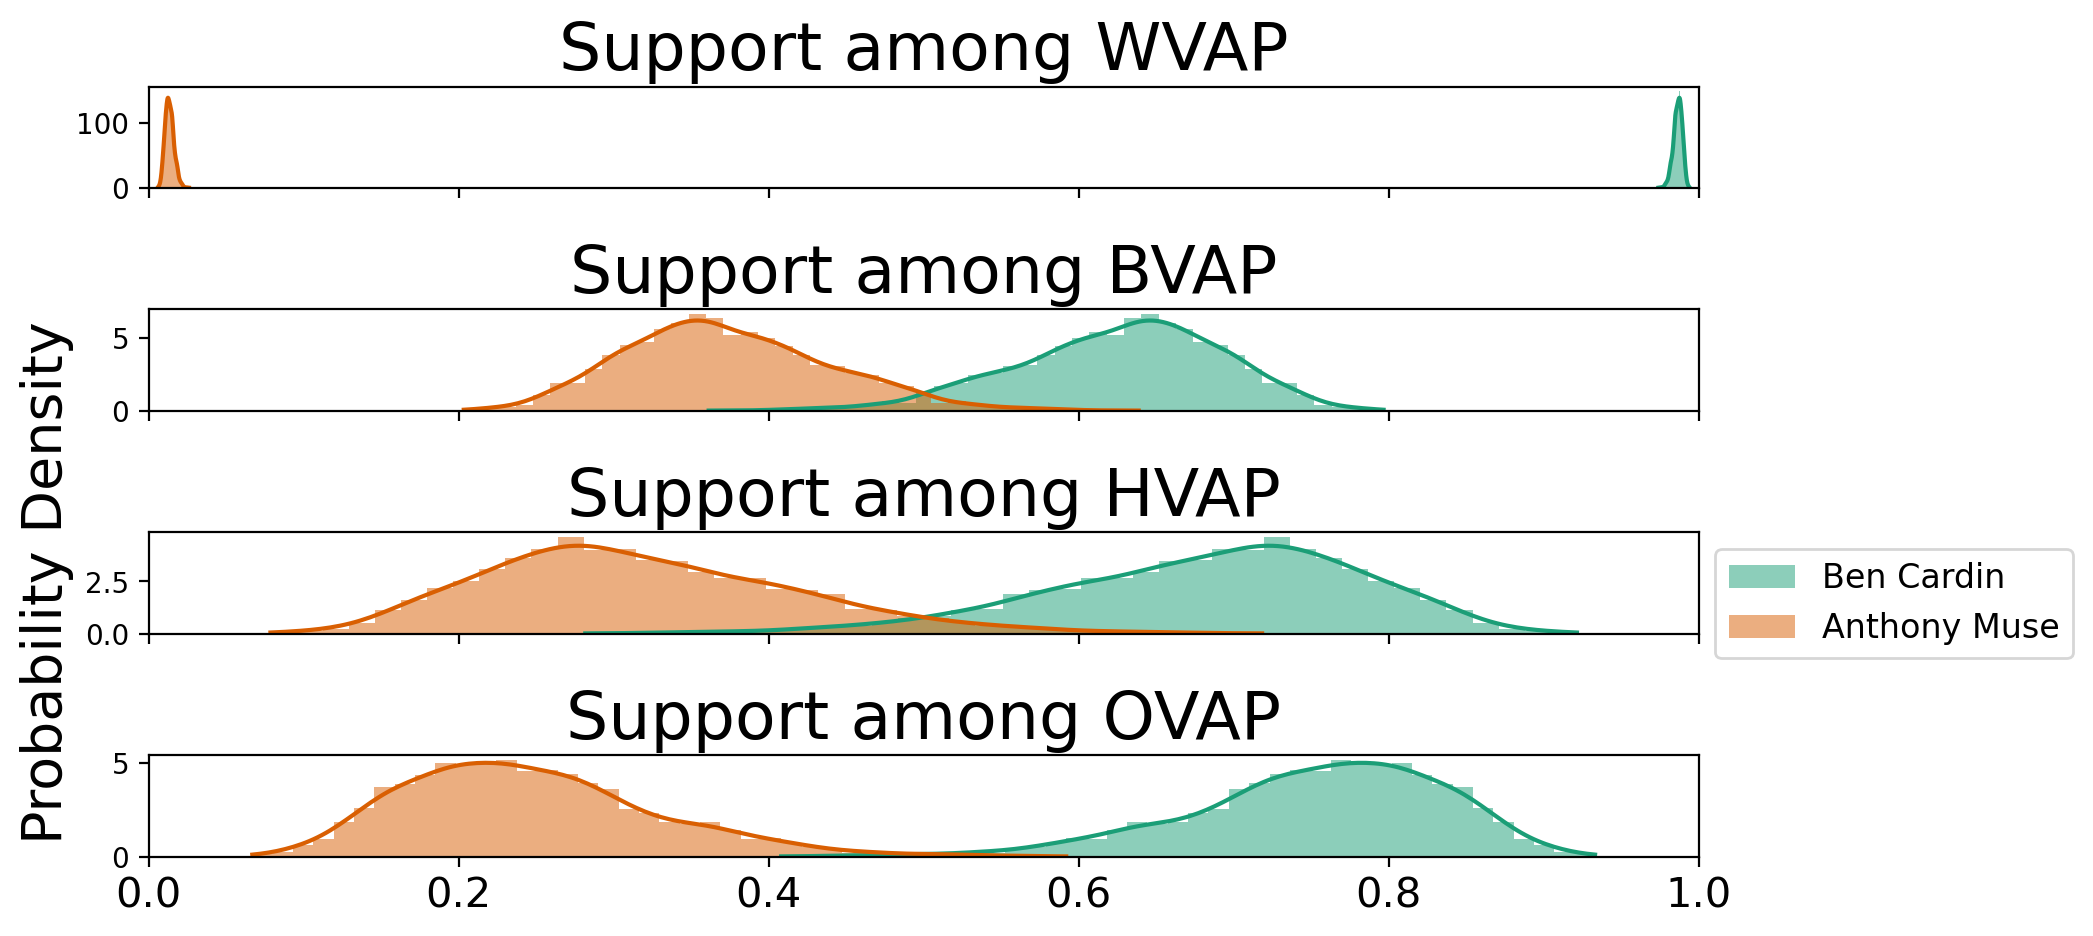 Support among WVAP
100
0
Support among BVAP
5
0
Support among HVAP
2.5
0.0
Support among OVAP
5
0
0.0 0.2 0.4 0.6 0.8 1.0
Probability Density
Ben Cardin
Anthony Muse